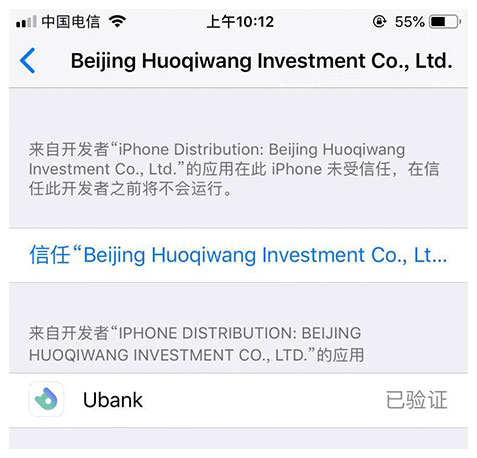 中国电信 上午10:12 55%
Beijing Huoqiwang Investment Co., Ltd.
来自开发者“iPhone Distribution: Beijing Huoqiwang
Investment Co., Ltd.”的应用在此 iPhone 未受信任，在信
任此开发者之前将不会运行。
信任“Beijing Huoqiwang Investment Co., Lt...
来自开发者“IPHONE DISTRIBUTION: BEIJING
HUOQIWANG INVESTMENT CO., LTD.”的应用
Ubank 已验证